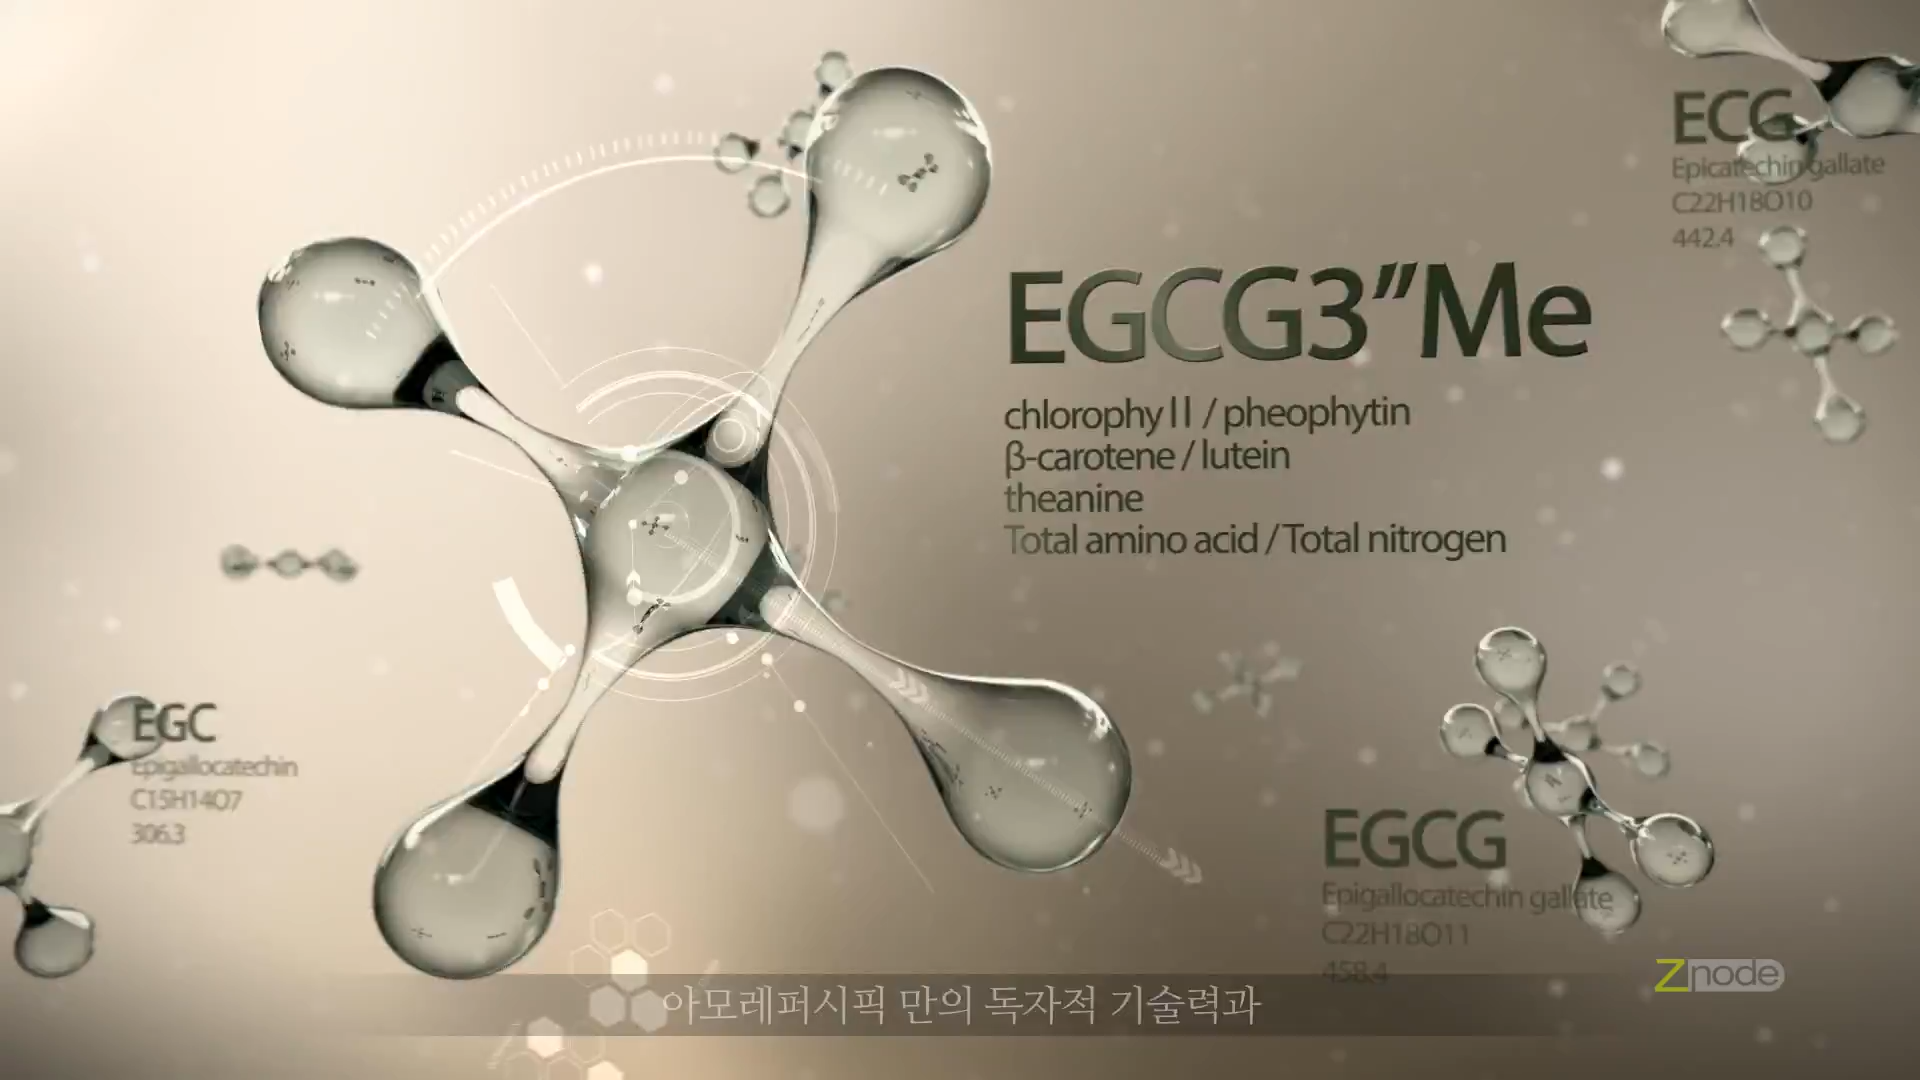 ECG
Epicatechin gallate
C22H18O10
442.4
EGCG3"Me
chlorophyll / pheophytin
β-carotene / lutein
theanine
Total amino acid / Total nitrogen
EGC
Epigallocatechin
C15H14O7
306.3
EGCG
Epigallocatechin gallate
C22H18O11
458.4
Znode
아모레퍼시픽 만의 독자적 기술력과